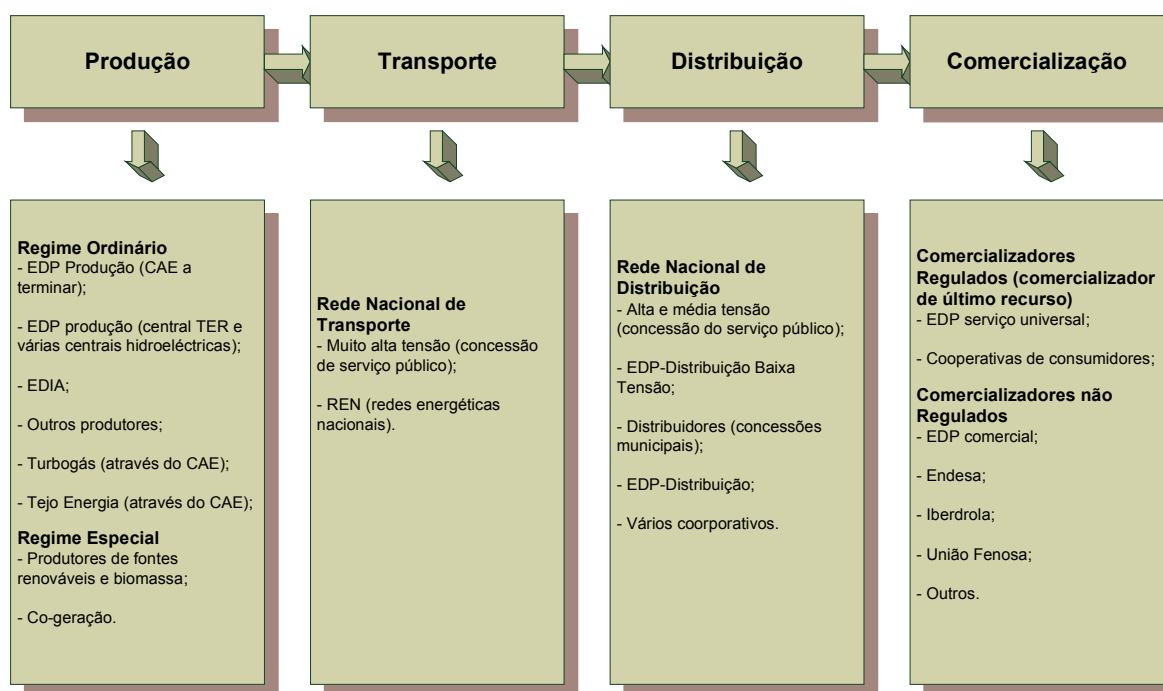 Produção
Transporte
Distribuição
Comercialização
Regime Ordinário
- EDP Produção (CAE a
terminar);
- EDP produção (central TER e
várias centrais hidroeléctricas);
- EDIA;
- Outros produtores;
- Turbogás (através do CAE);
- Tejo Energia (através do CAE);
Regime Especial
- Produtores de fontes
renováveis e biomassa;
- Co-geração.
Rede Nacional de
Transporte
- Muito alta tensão (concessão
de serviço público);
- REN (redes energéticas
nacionais).
Rede Nacional de
Distribuição
- Alta e média tensão
(concessão do serviço público);
- EDP-Distribuição Baixa
Tensão;
- Distribuidores (concessões
municipais);
- EDP-Distribuição;
- Vários coorporativos.
Comercializadores
Regulados (comercializador
de último recurso)
- EDP serviço universal;
- Cooperativas de consumidores;
Comercializadores não
Regulados
- EDP comercial;
- Endesa;
- Iberdrola;
- União Fenosa;
- Outros.